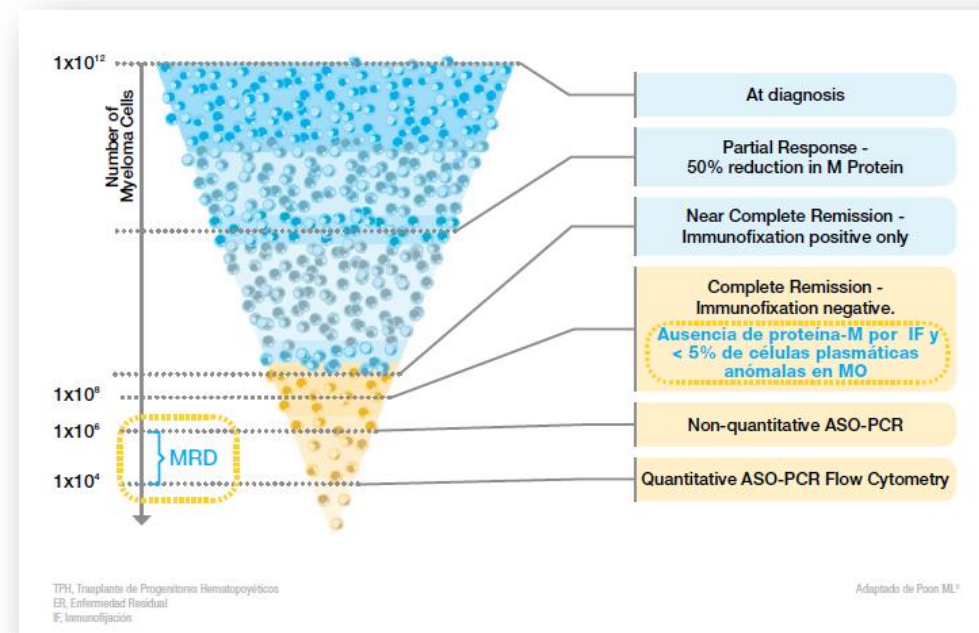 1x10¹²
Number of
Myeloma Cells
1x10⁸
1x10⁶
MRD
1x10⁴
At diagnosis
Partial Response -
50% reduction in M Protein
Near Complete Remission -
Immunofixation positive only
Complete Remission -
Immunofixation negative.
Ausencia de proteína-M por IF y
< 5% de células plasmáticas
anómalas en MO
Non-quantitative ASO-PCR
Quantitative ASO-PCR Flow Cytometry
TPH, Trasplante de Progenitores Hematopoyéticos
ER, Enfermedad Residual
IF, Inmunofijación
Adaptado de Poon ML